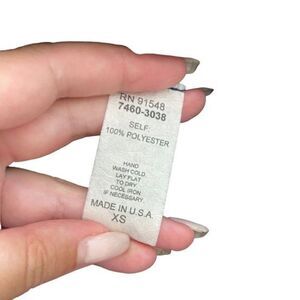 RN 91548
7460-3038
SELF:
100% POLYESTER
HAND
WASH COLD.
LAY FLAT
TO DRY.
COOL IRON
IF NECESSARY.
MADE IN U.S.A.
XS